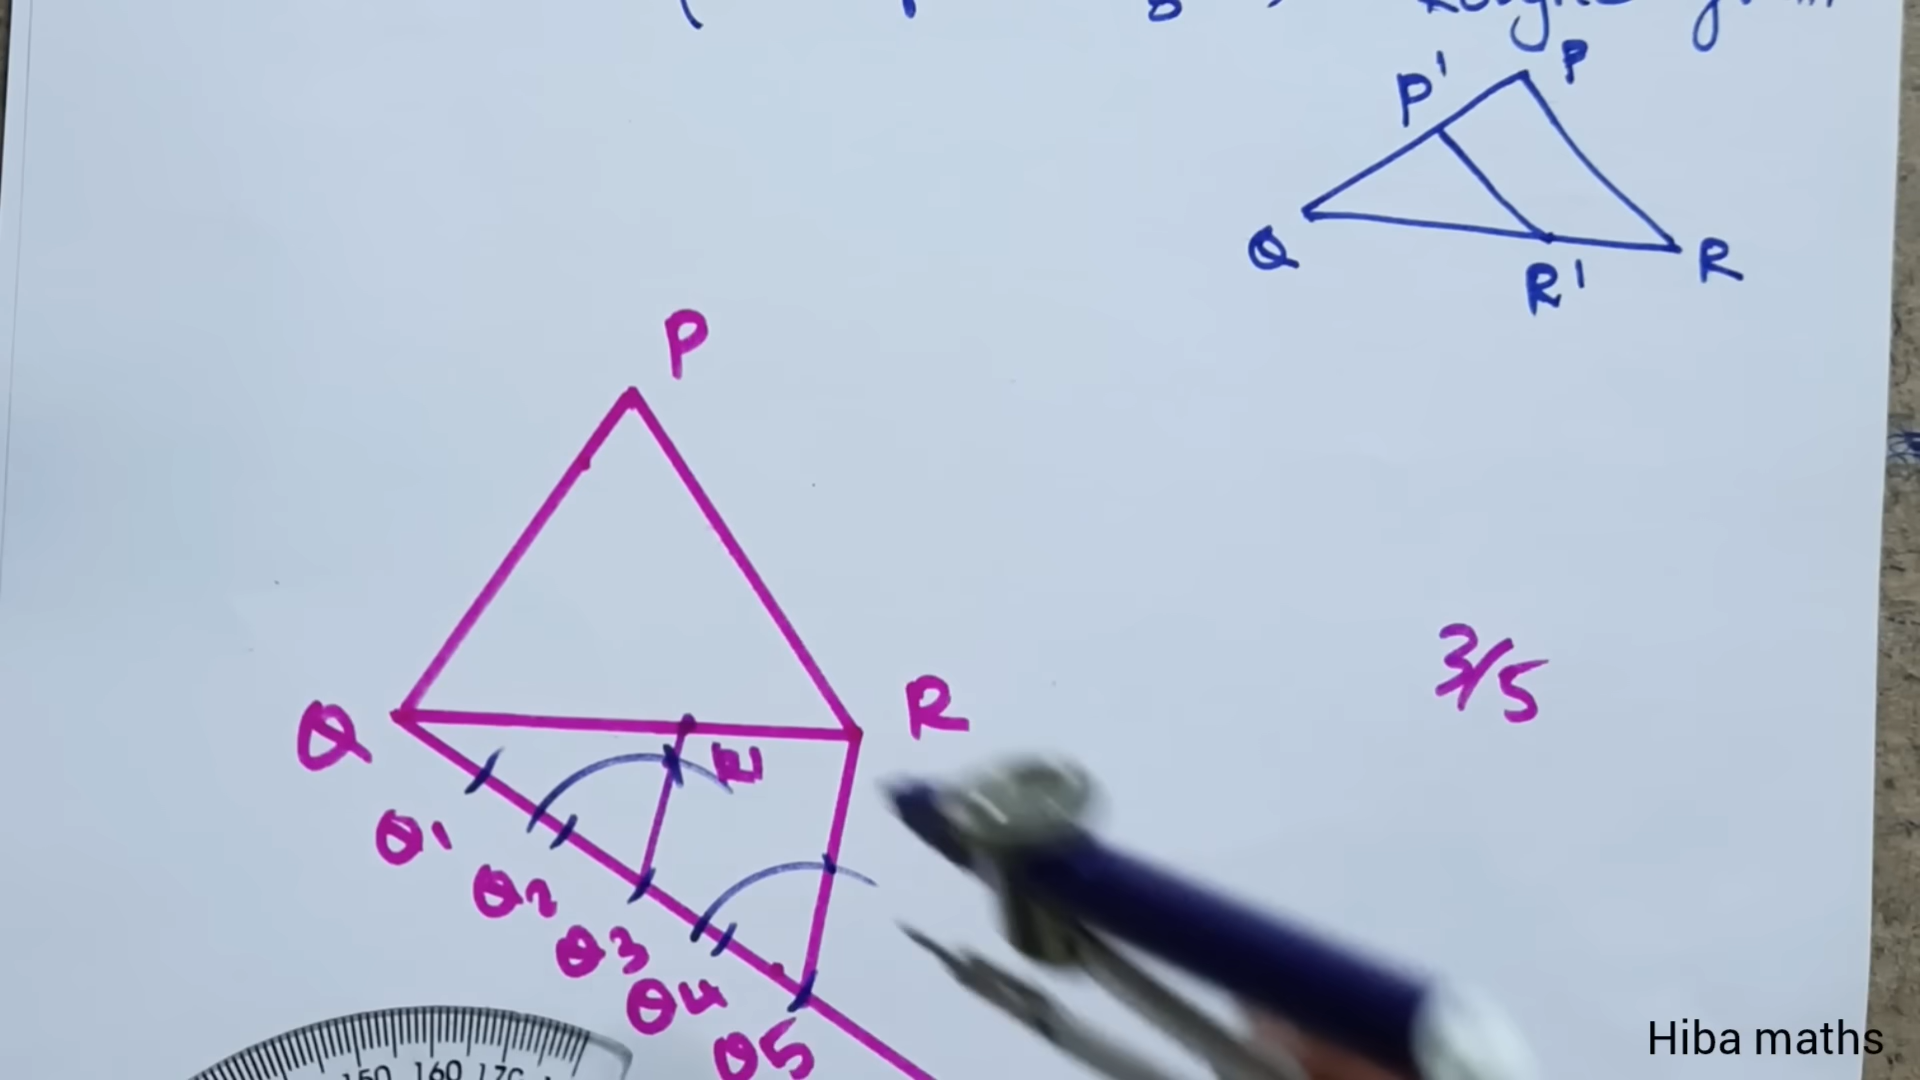 P' P
Q R' R
P
Q R
R'
3/5
Q1
Q2
Q3
Q4
Q5
150 160 170
Hiba maths